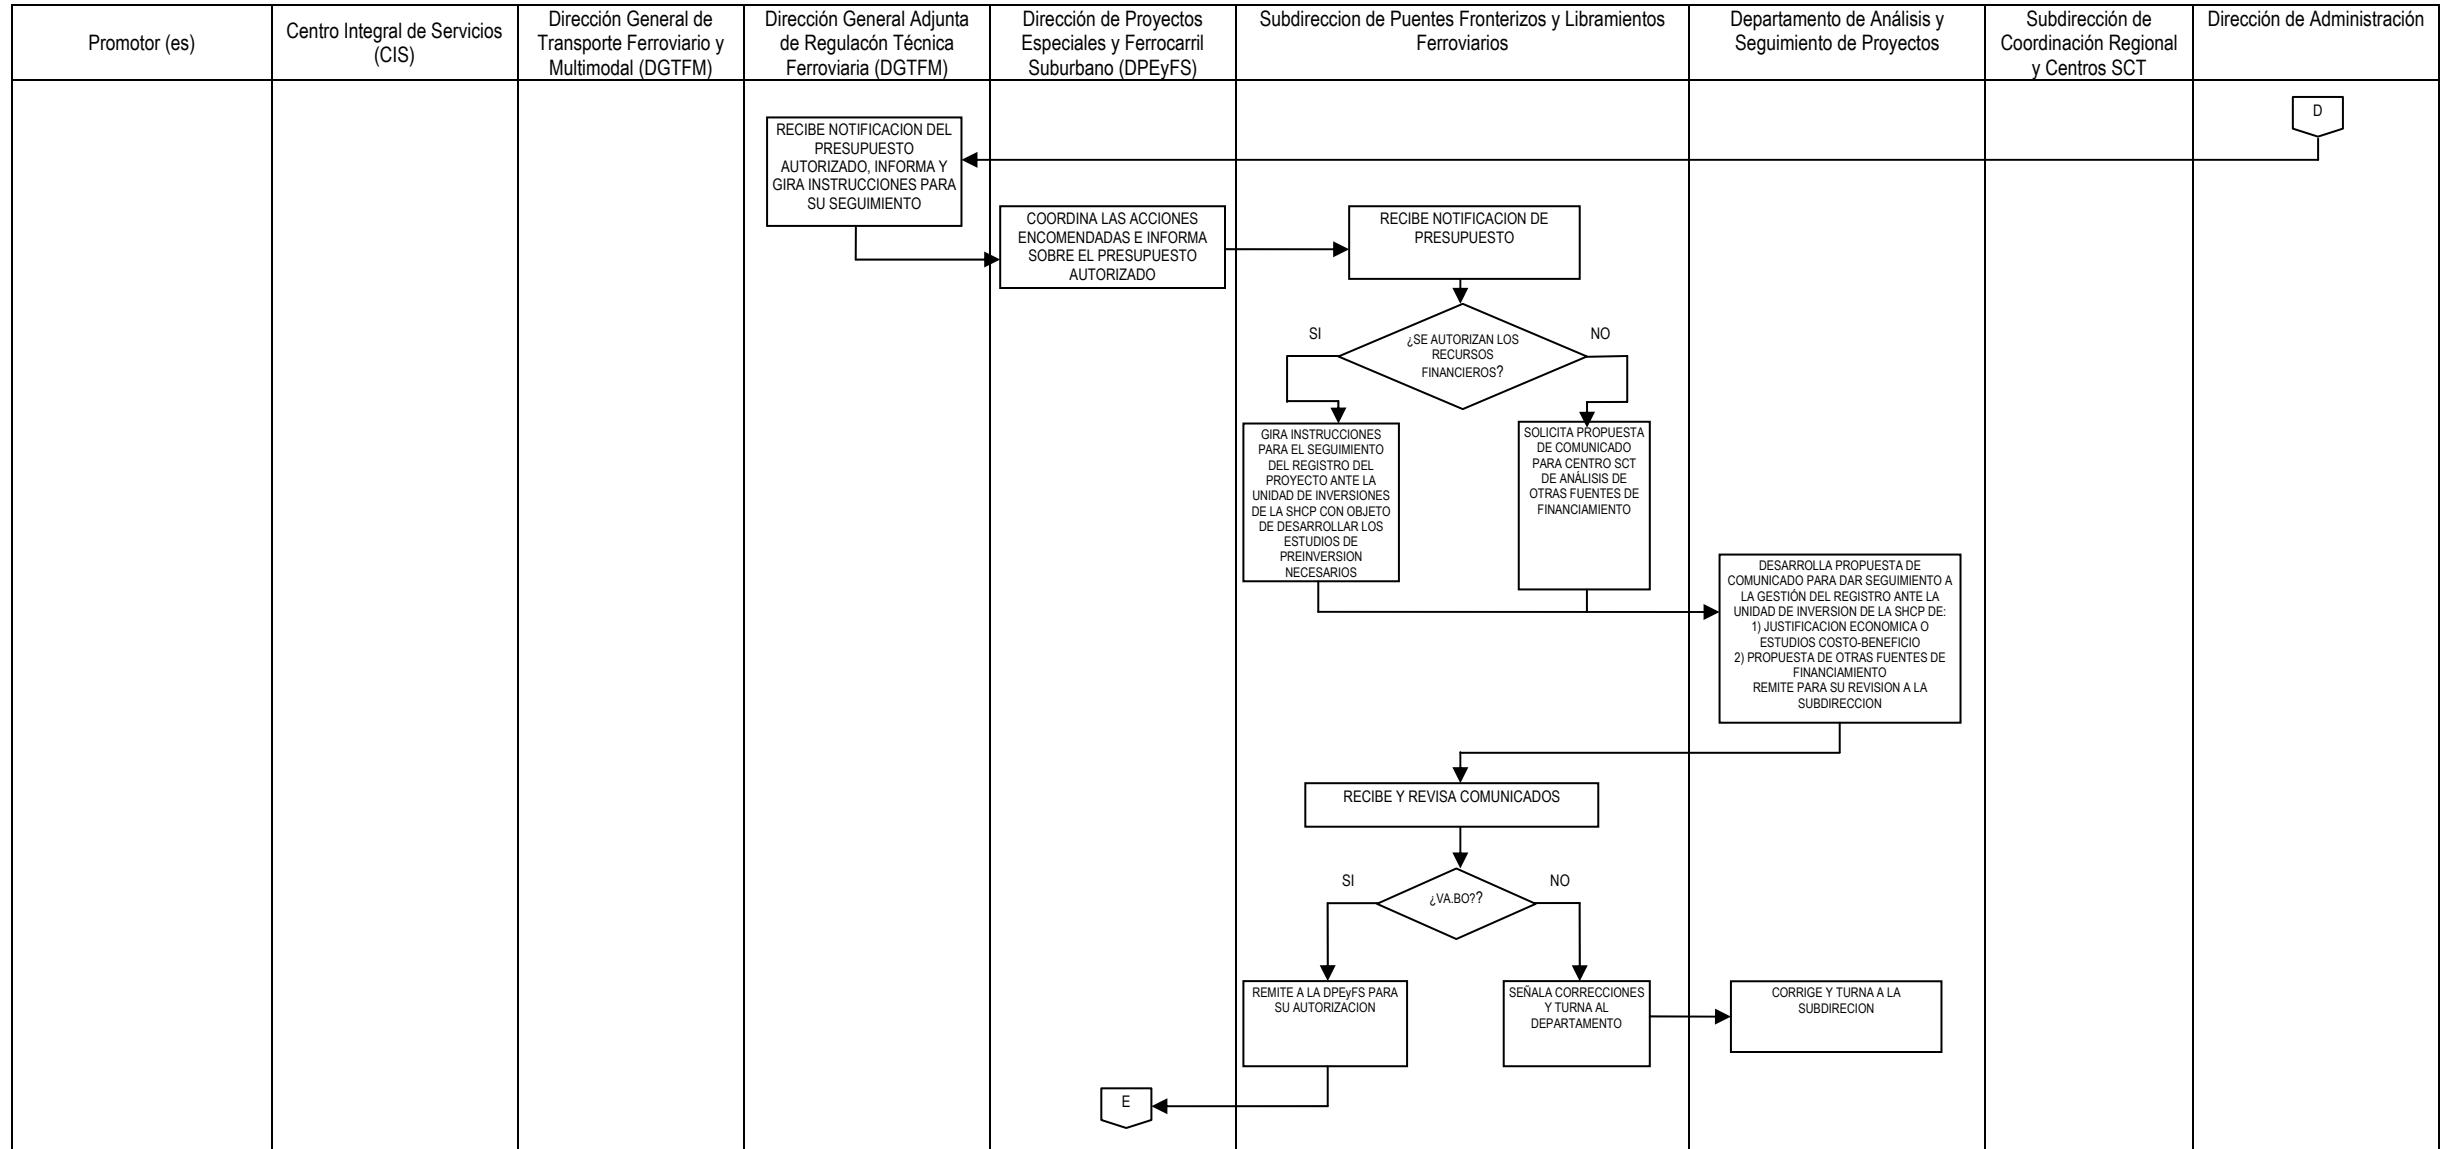 Promotor (es)
Centro Integral de Servicios
(CIS)
Dirección General de
Transporte Ferroviario y
Multimodal (DGTFM)
Dirección General Adjunta
de Regulacón Técnica
Ferroviaria (DGTFM)
Dirección de Proyectos
Especiales y Ferrocarril
Suburbano (DPEyFS)
Subdireccion de Puentes Fronterizos y Libramientos
Ferroviarios
Departamento de Análisis y
Seguimiento de Proyectos
Subdirección de
Coordinación Regional
y Centros SCT
Dirección de Administración
D
RECIBE NOTIFICACION DEL
PRESUPUESTO
AUTORIZADO, INFORMA Y
GIRA INSTRUCCIONES PARA
SU SEGUIMIENTO
COORDINA LAS ACCIONES
ENCOMENDADAS E INFORMA
SOBRE EL PRESUPUESTO
AUTORIZADO
RECIBE NOTIFICACION DE
PRESUPUESTO
SI
¿SE AUTORIZAN LOS
RECURSOS
FINANCIEROS?
NO
GIRA INSTRUCCIONES
PARA EL SEGUIMIENTO
DEL REGISTRO DEL
PROYECTO ANTE LA
UNIDAD DE INVERSIONES
DE LA SHCP CON OBJETO
DE DESARROLLAR LOS
ESTUDIOS DE
PREINVERSION
NECESARIOS
SOLICITA PROPUESTA
DE COMUNICADO
PARA CENTRO SCT
DE ANÁLISIS DE
OTRAS FUENTES DE
FINANCIAMIENTO
DESARROLLA PROPUESTA DE
COMUNICADO PARA DAR SEGUIMIENTO A
LA GESTIÓN DEL REGISTRO ANTE LA
UNIDAD DE INVERSION DE LA SHCP DE:
1) JUSTIFICACION ECONOMICA O
ESTUDIOS COSTO-BENEFICIO
2) PROPUESTA DE OTRAS FUENTES DE
FINANCIAMIENTO
REMITE PARA SU REVISION A LA
SUBDIRECCION
RECIBE Y REVISA COMUNICADOS
SI
¿VA.BO??
NO
REMITE A LA DPEyFS PARA
SU AUTORIZACION
SEÑALA CORRECCIONES
Y TURNA AL
DEPARTAMENTO
CORRIGE Y TURNA A LA
SUBDIRECION
E